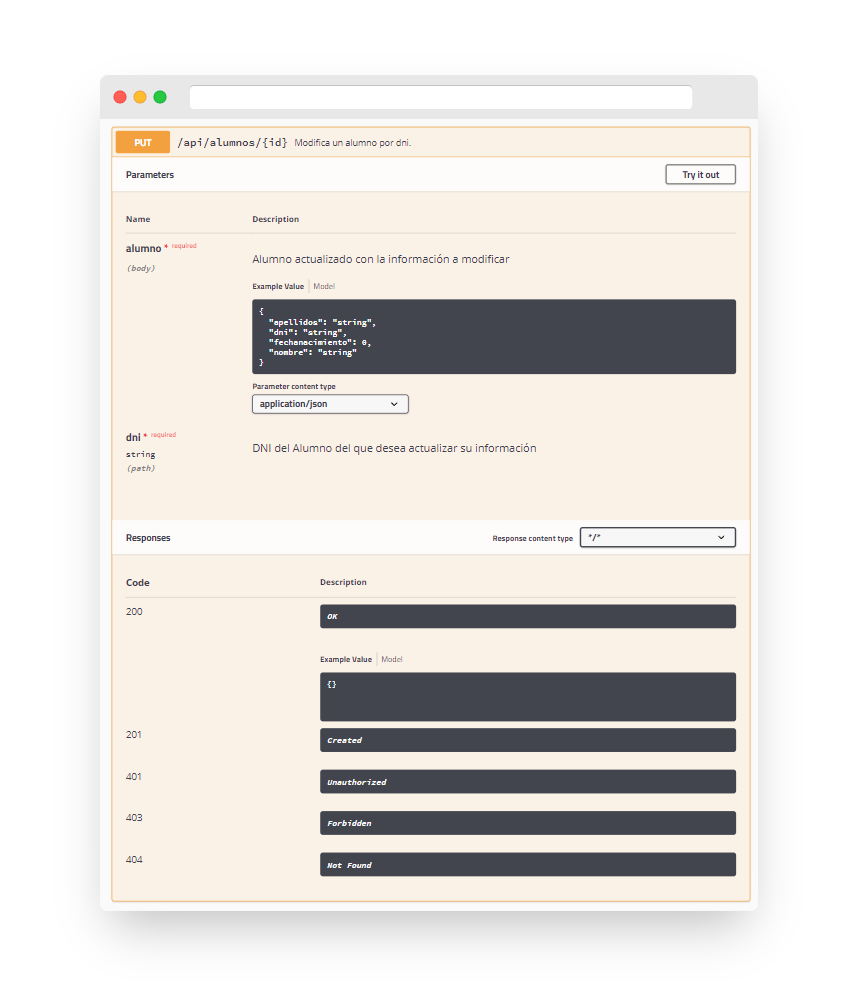 PUT /api/alumnos/{id} Modifica un alumno por dni.
Parameters Try it out
Name Description
alumno * required
(body)
Alumno actualizado con la información a modificar
Example Value Model
{
"apellidos": "string",
"dni": "string",
"fechanacimiento": 0,
"nombre": "string"
}
Parameter content type
application/json
dni * required
string
(path)
DNI del Alumno del que desea actualizar su información
Responses Response content type */*
Code Description
200 OK
Example Value Model
{}
201 Created
401 Unauthorized
403 Forbidden
404 Not Found